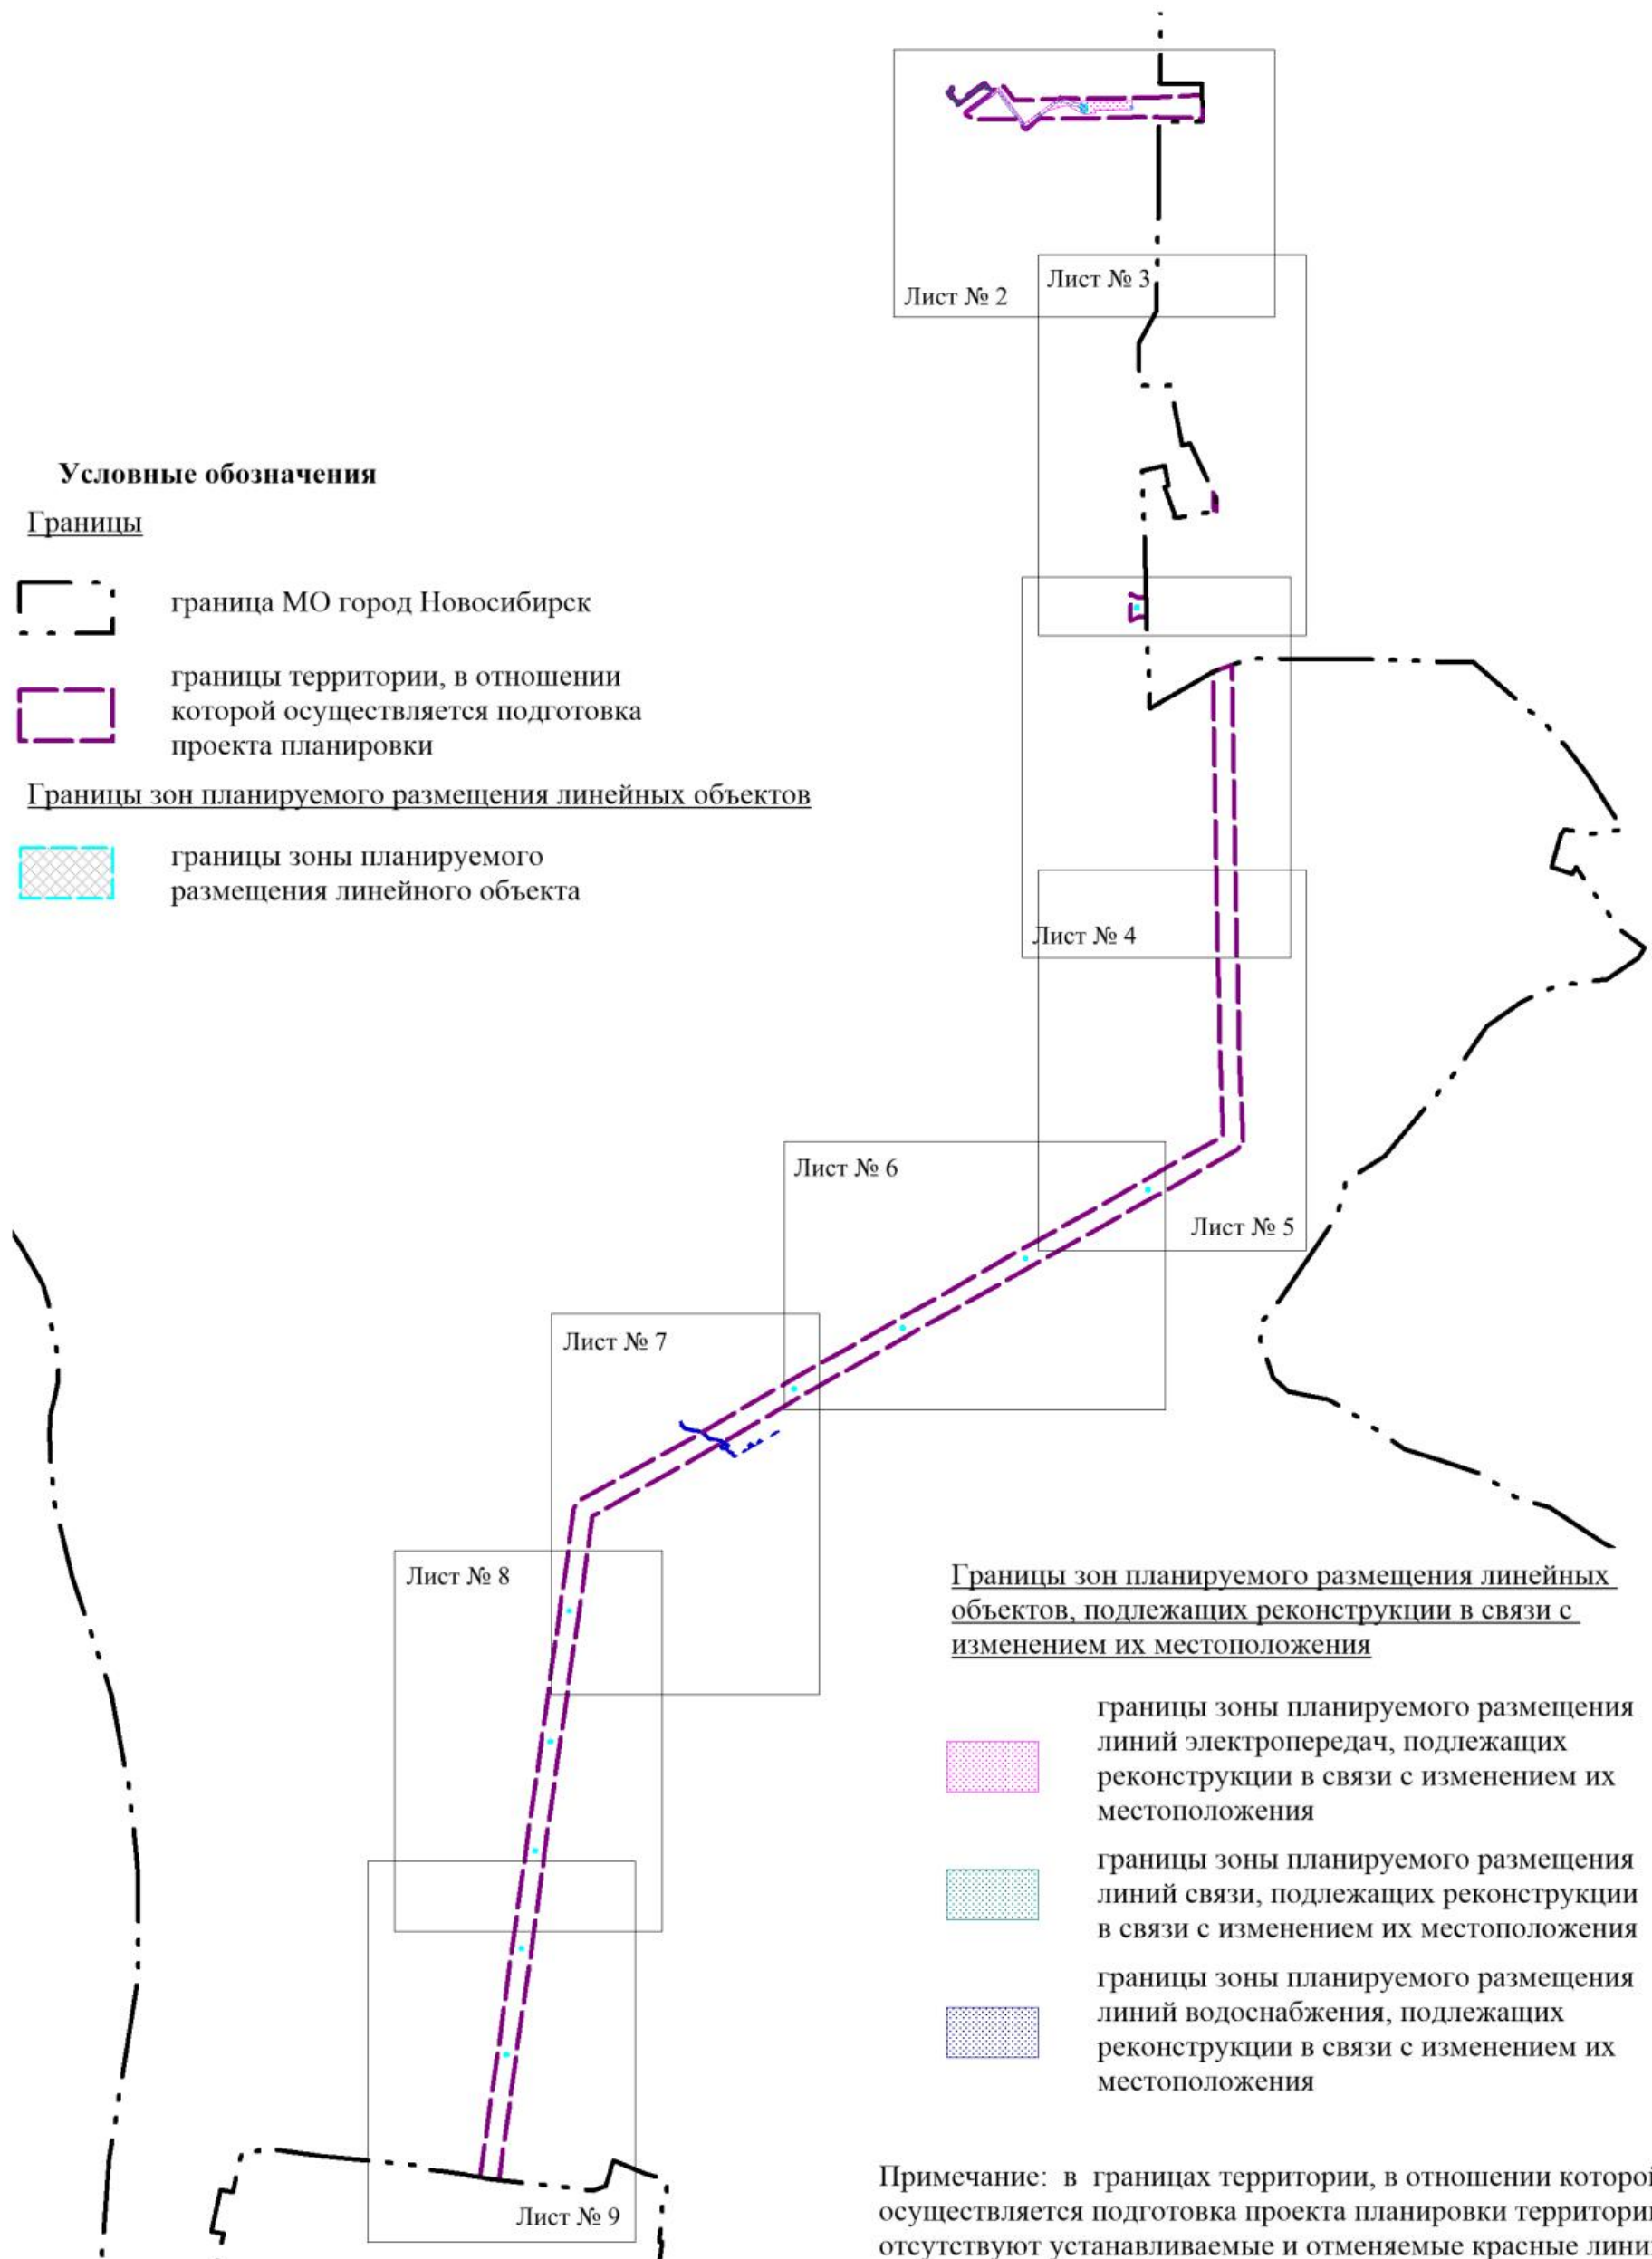 Лист № 2
Лист № 3
Условные обозначения
Границы
граница МО город Новосибирск
границы территории, в отношении
которой осуществляется подготовка
проекта планировки
Границы зон планируемого размещения линейных объектов
границы зоны планируемого
размещения линейного объекта
Лист № 4
Лист № 6
Лист № 5
Лист № 7
Лист № 8
Границы зон планируемого размещения линейных
объектов, подлежащих реконструкции в связи с
изменением их местоположения
границы зоны планируемого размещения
линий электропередач, подлежащих
реконструкции в связи с изменением их
местоположения
границы зоны планируемого размещения
линий связи, подлежащих реконструкции
в связи с изменением их местоположения
границы зоны планируемого размещения
линий водоснабжения, подлежащих
реконструкции в связи с изменением их
местоположения
Лист № 9
Примечание: в границах территории, в отношении которой
осуществляется подготовка проекта планировки территори
отсутствуют устанавливаемые и отменяемые красные лини